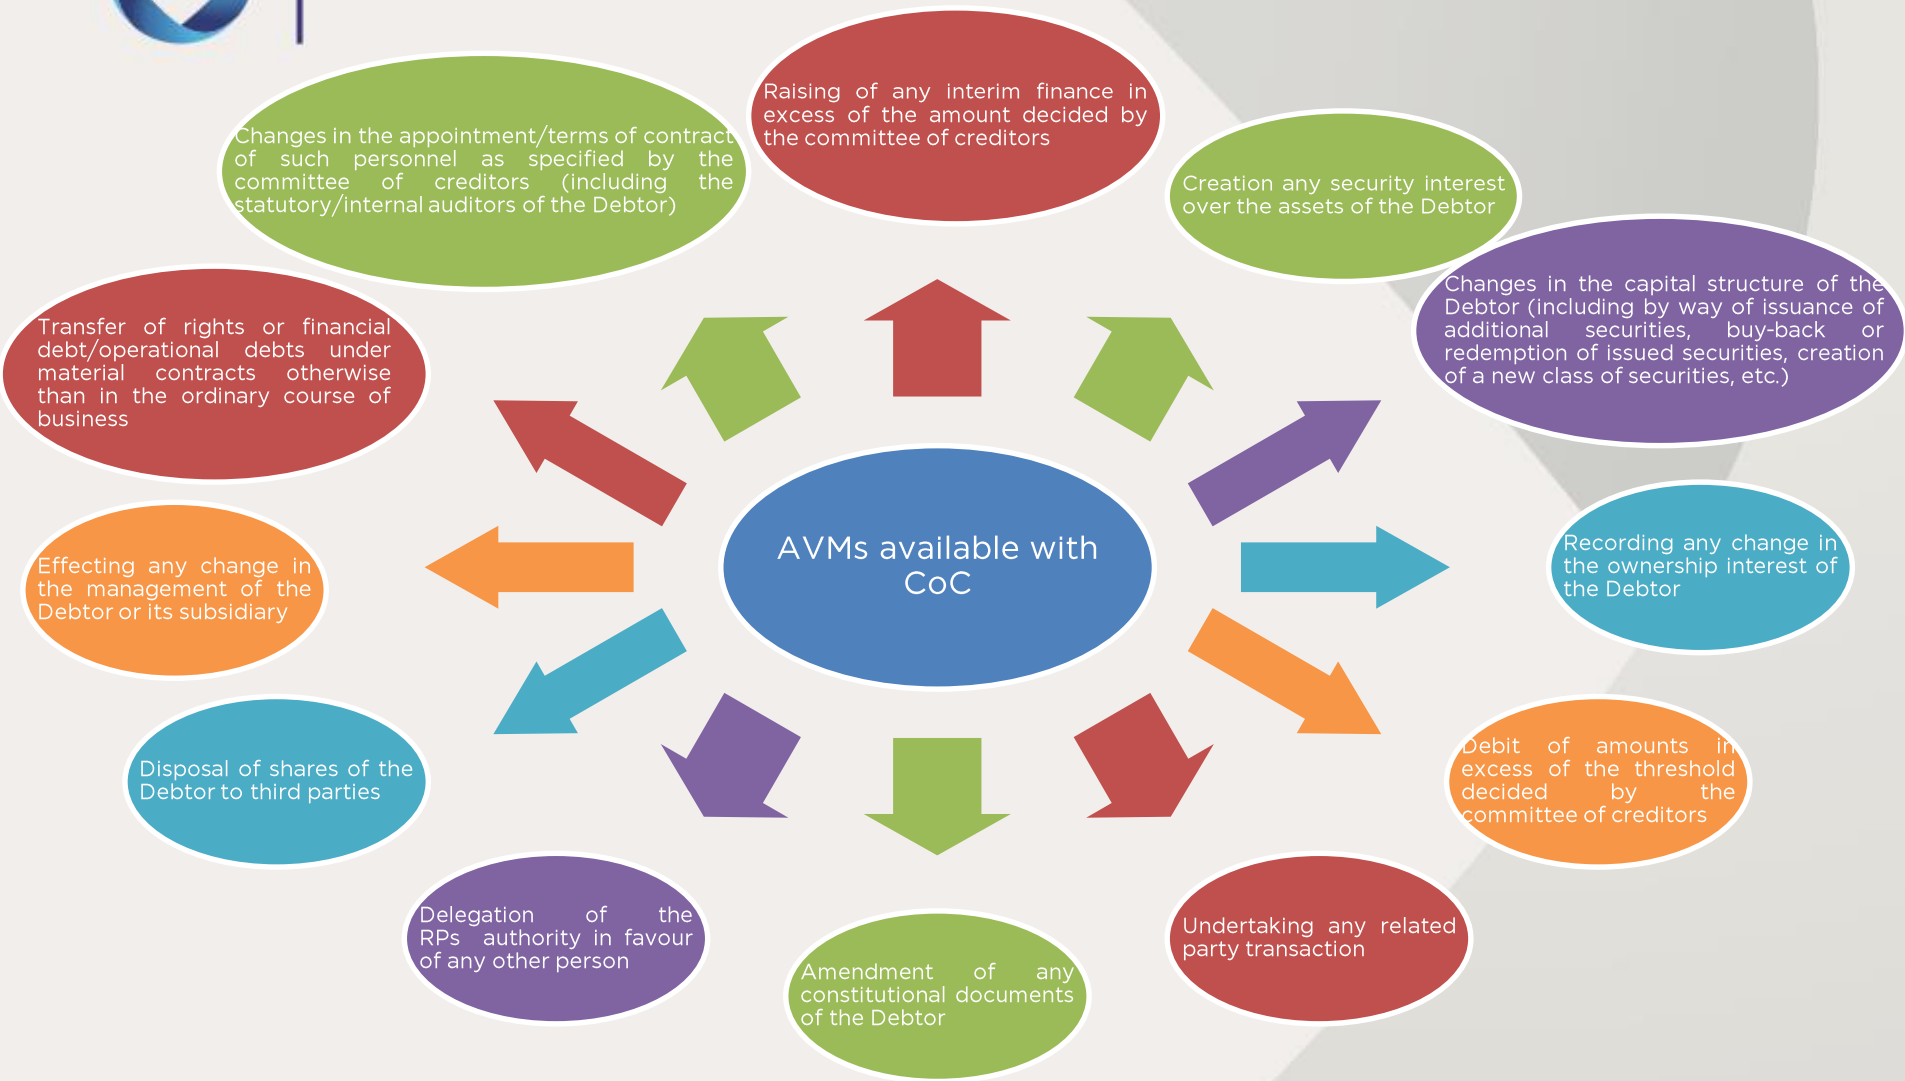 Raising of any interim finance in
excess of the amount decided by
the committee of creditors
Changes in the appointment/terms of contract
of such personnel as specified by the
committee of creditors (including the
statutory/internal auditors of the Debtor)
Creation any security interest
over the assets of the Debtor
Changes in the capital structure of the
Debtor (including by way of issuance of
additional securities, buy-back or
redemption of issued securities, creation
of a new class of securities, etc.)
Transfer of rights or financial
debt/operational debts under
material contracts otherwise
than in the ordinary course of
business
AVMs available with
CoC
Recording any change in
the ownership interest of
the Debtor
Effecting any change in
the management of the
Debtor or its subsidiary
Debit of amounts in
excess of the threshold
decided by the
committee of creditors
Disposal of shares of the
Debtor to third parties
Undertaking any related
party transaction
Delegation of the
RPs authority in favour
of any other person
Amendment of any
constitutional documents
of the Debtor